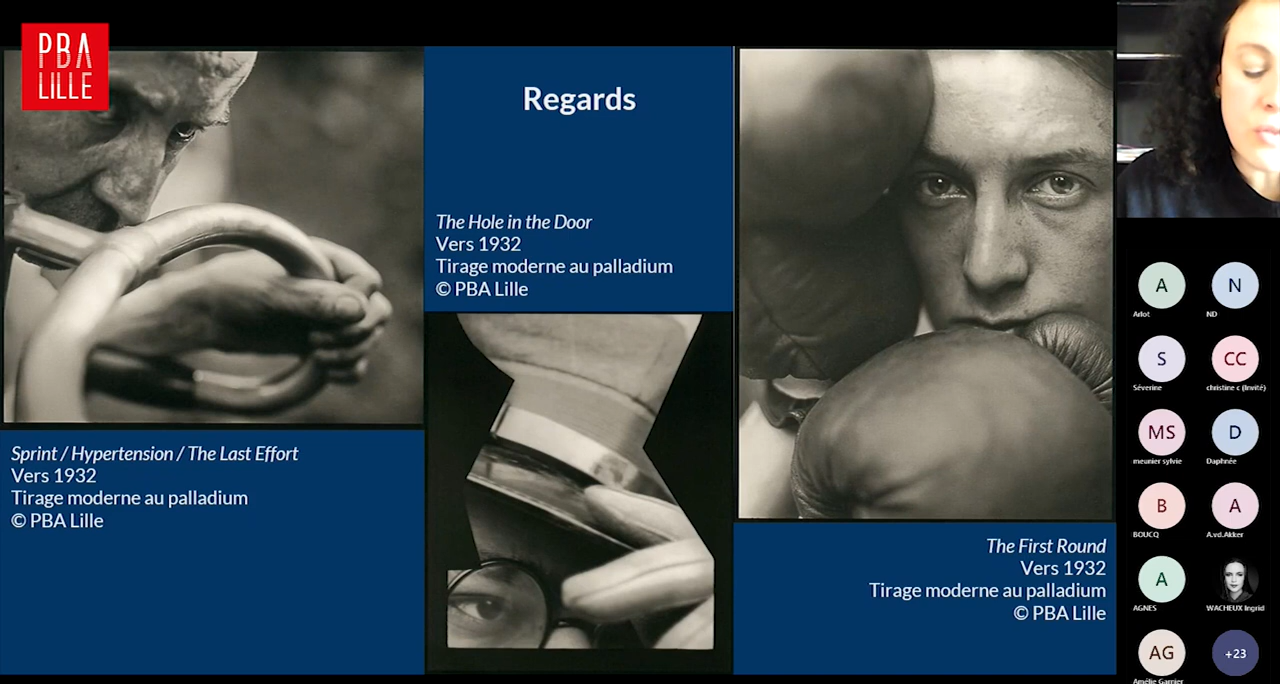 PBA
LILLE
Regards
The Hole in the Door
Vers 1932
Tirage moderne au palladium
© PBA Lille
Sprint / Hypertension / The Last Effort
Vers 1932
Tirage moderne au palladium
© PBA Lille
The First Round
Vers 1932
Tirage moderne au palladium
© PBA Lille
A
Arlot
N
ND
S
Séverine
CC
christine c (Invité)
MS
meunier sylvie
D
Daphnée
B
BOUCQ
A
A.vd.Akker
A
AGNES
WACHEUX Ingrid
AG
Amélie Garnier
+23